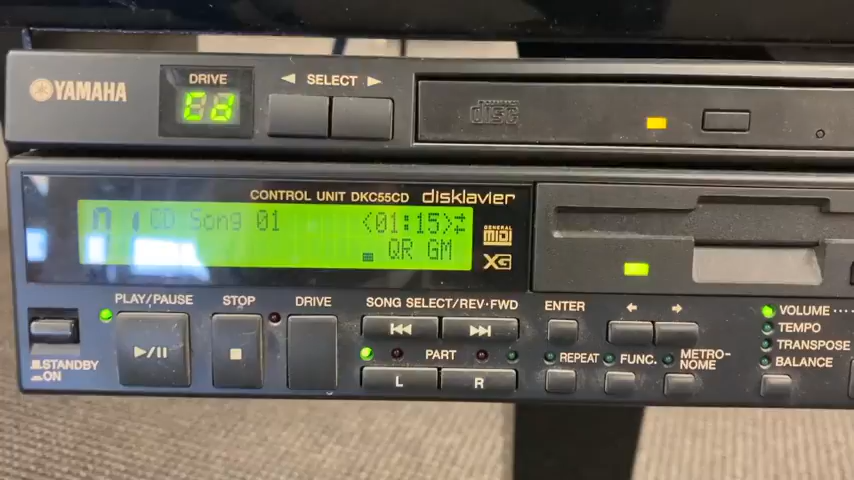 YAMAHA
DRIVE
Cd
SELECT
disc
CONTROL UNIT DKC55CD disklavier
01 CD Song 01 <01:15>
QR GM
GENERAL MIDI
XG
PLAY/PAUSE STOP DRIVE SONG SELECT/REV·FWD ENTER
STANDBY
ON
PART
L R
REPEAT FUNC. METRO-NOME
VOLUME
TEMPO
TRANSPOSE
BALANCE